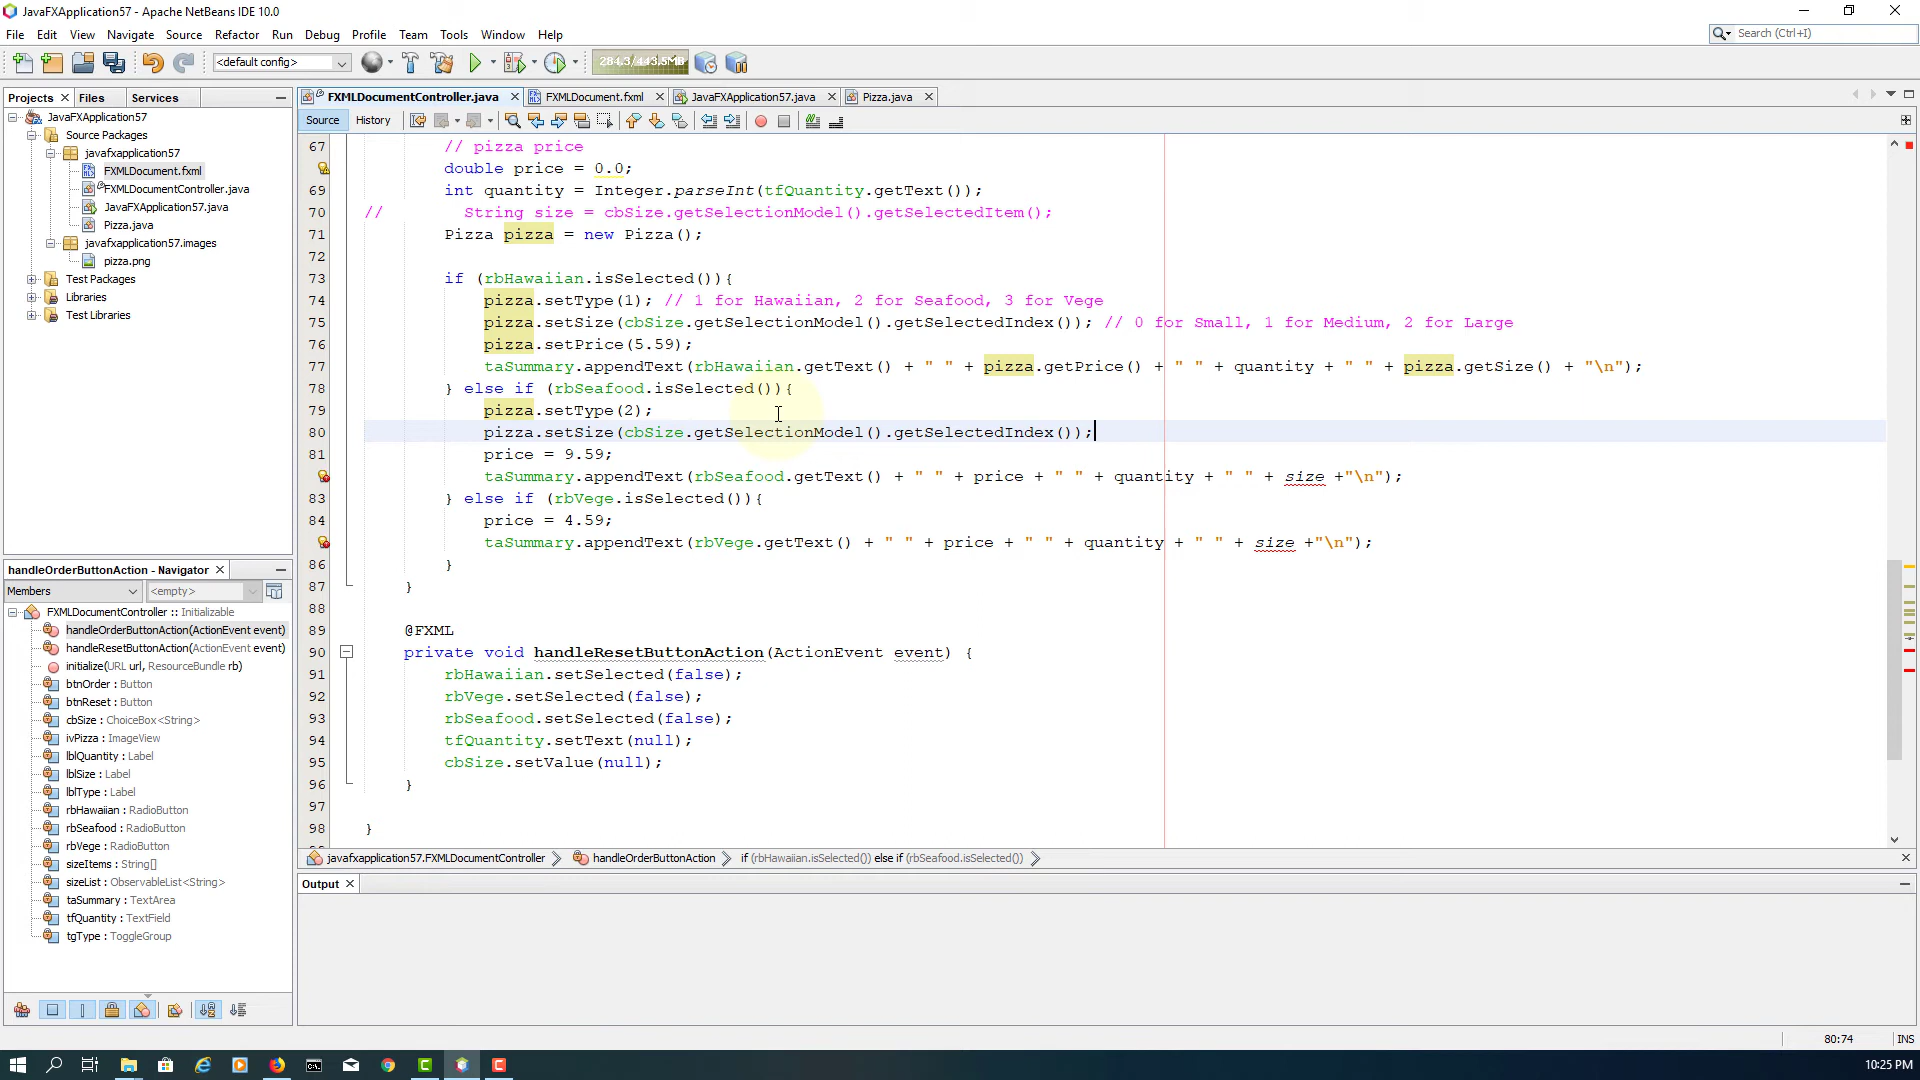 JavaFXApplication57 - Apache NetBeans IDE 10.0
File Edit View Navigate Source Refactor Run Debug Profile Team Tools Window Help
Search (Ctrl+I)
<default config>
284.3/443.5MB
Projects Files Services
FXMLDocumentController.java FXMLDocument.fxml JavaFXApplication57.java Pizza.java
Source History
JavaFXApplication57
Source Packages
javafxapplication57
FXMLDocument.fxml
FXMLDocumentController.java
JavaFXApplication57.java
Pizza.java
javafxapplication57.images
pizza.png
Test Packages
Libraries
Test Libraries
67 // pizza price
double price = 0.0;
69 int quantity = Integer.parseInt(tfQuantity.getText());
70 // String size = cbSize.getSelectionModel().getSelectedItem();
71 Pizza pizza = new Pizza();
72
73 if (rbHawaiian.isSelected()){
74 pizza.setType(1); // 1 for Hawaiian, 2 for Seafood, 3 for Vege
75 pizza.setSize(cbSize.getSelectionModel().getSelectedIndex()); // 0 for Small, 1 for Medium, 2 for Large
76 pizza.setPrice(5.59);
77 taSummary.appendText(rbHawaiian.getText() + " " + pizza.getPrice() + " " + quantity + " " + pizza.getSize() + "\n");
78 } else if (rbSeafood.isSelected()){
79 pizza.setType(2);
80 pizza.setSize(cbSize.getSelectionModel().getSelectedIndex());
81 price = 9.59;
taSummary.appendText(rbSeafood.getText() + " " + price + " " + quantity + " " + size +"\n");
83 } else if (rbVege.isSelected()){
84 price = 4.59;
taSummary.appendText(rbVege.getText() + " " + price + " " + quantity + " " + size +"\n");
86 }
87 }
88
89 @FXML
90 private void handleResetButtonAction(ActionEvent event) {
91 rbHawaiian.setSelected(false);
92 rbVege.setSelected(false);
93 rbSeafood.setSelected(false);
94 tfQuantity.setText(null);
95 cbSize.setValue(null);
96 }
97
98 }
javafxapplication57.FXMLDocumentController handleOrderButtonAction if (rbHawaiian.isSelected()) else if (rbSeafood.isSelected())
handleOrderButtonAction - Navigator
Members <empty>
FXMLDocumentController :: Initializable
handleOrderButtonAction(ActionEvent event)
handleResetButtonAction(ActionEvent event)
initialize(URL url, ResourceBundle rb)
btnOrder : Button
btnReset : Button
cbSize : ChoiceBox<String>
ivPizza : ImageView
lblQuantity : Label
lblSize : Label
lblType : Label
rbHawaiian : RadioButton
rbSeafood : RadioButton
rbVege : RadioButton
sizeItems : String[]
sizeList : ObservableList<String>
taSummary : TextArea
tfQuantity : TextField
tgType : ToggleGroup
Output
80:74 INS
10:25 PM